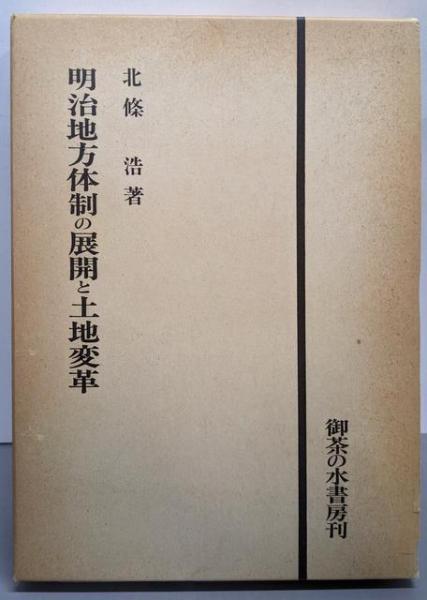 御茶の水書房刊
北條 浩著
明治地方体制の展開と土地変革